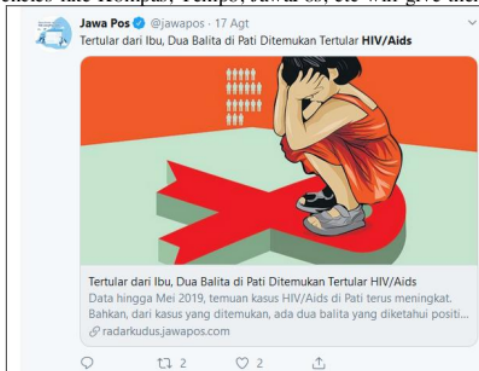 Jawa Pos @jawapos · 17 Agt
Tertular dari Ibu, Dua Balita di Pati Ditemukan Tertular HIV/Aids
Tertular dari Ibu, Dua Balita di Pati Ditemukan Tertular HIV/Aids
Data hingga Mei 2019, temuan kasus HIV/Aids di Pati terus meningkat.
Bahkan, dari kasus yang ditemukan, ada dua balita yang diketahui positi...
radarkudus.jawapos.com
2 2